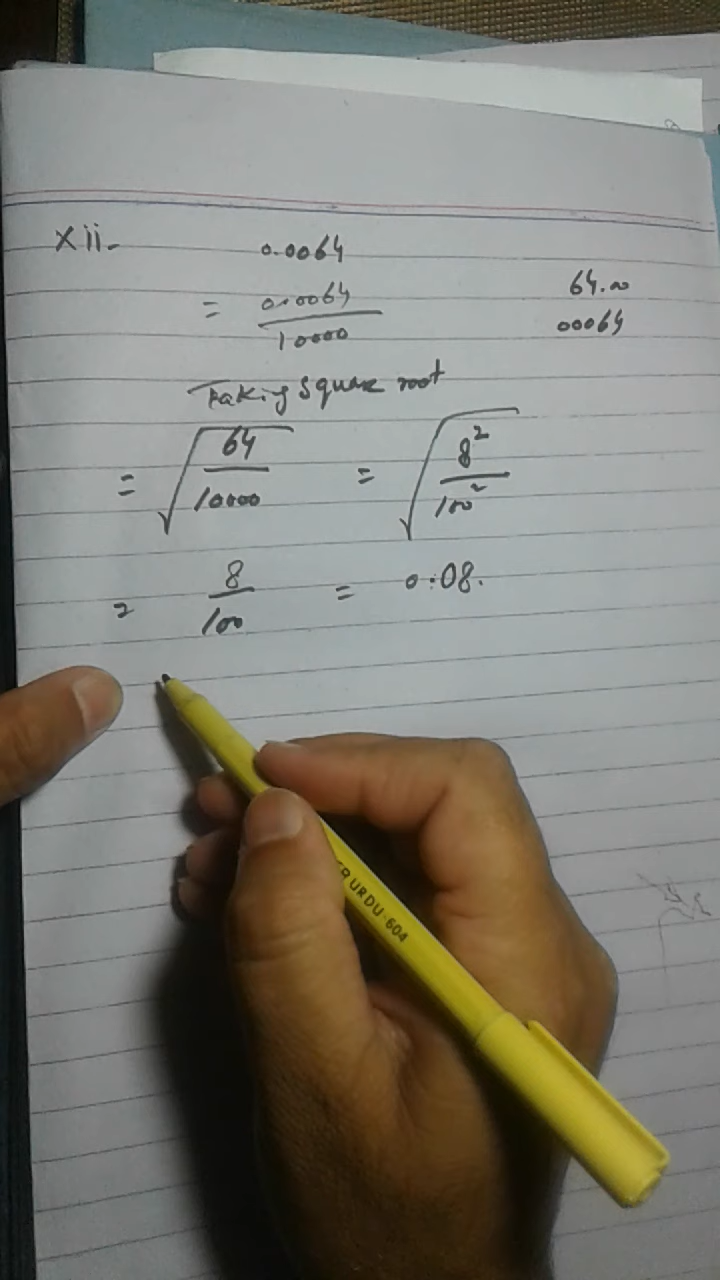 xii-
0.0064
= 0.0064 / 10000
64.00
00064
Taking square root
= √(64 / 10000) = √(8² / 100²)
= 8 / 100 = 0.08.
URDU-604